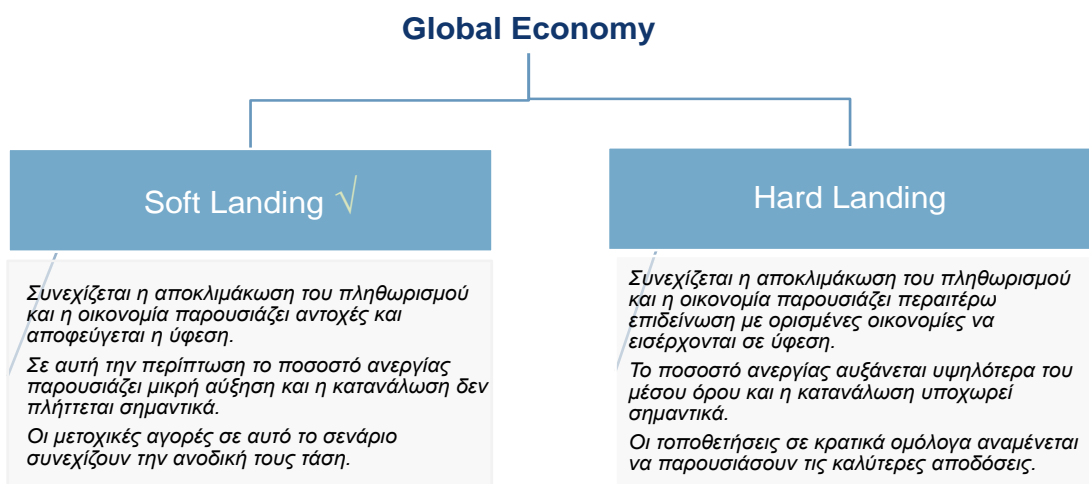 Global Economy
Soft Landing √
Συνεχίζεται η αποκλιμάκωση του πληθωρισμού
και η οικονομία παρουσιάζει αντοχές και
αποφεύγεται η ύφεση.
Σε αυτή την περίπτωση το ποσοστό ανεργίας
παρουσιάζει μικρή αύξηση και η κατανάλωση δεν
πλήττεται σημαντικά.
Οι μετοχικές αγορές σε αυτό το σενάριο
συνεχίζουν την ανοδική τους τάση.
Hard Landing
Συνεχίζεται η αποκλιμάκωση του πληθωρισμού
και η οικονομία παρουσιάζει περαιτέρω
επιδείνωση με ορισμένες οικονομίες να
εισέρχονται σε ύφεση.
Το ποσοστό ανεργίας αυξάνεται υψηλότερα του
μέσου όρου και η κατανάλωση υποχωρεί
σημαντικά.
Οι τοποθετήσεις σε κρατικά ομόλογα αναμένεται
να παρουσιάσουν τις καλύτερες αποδόσεις.